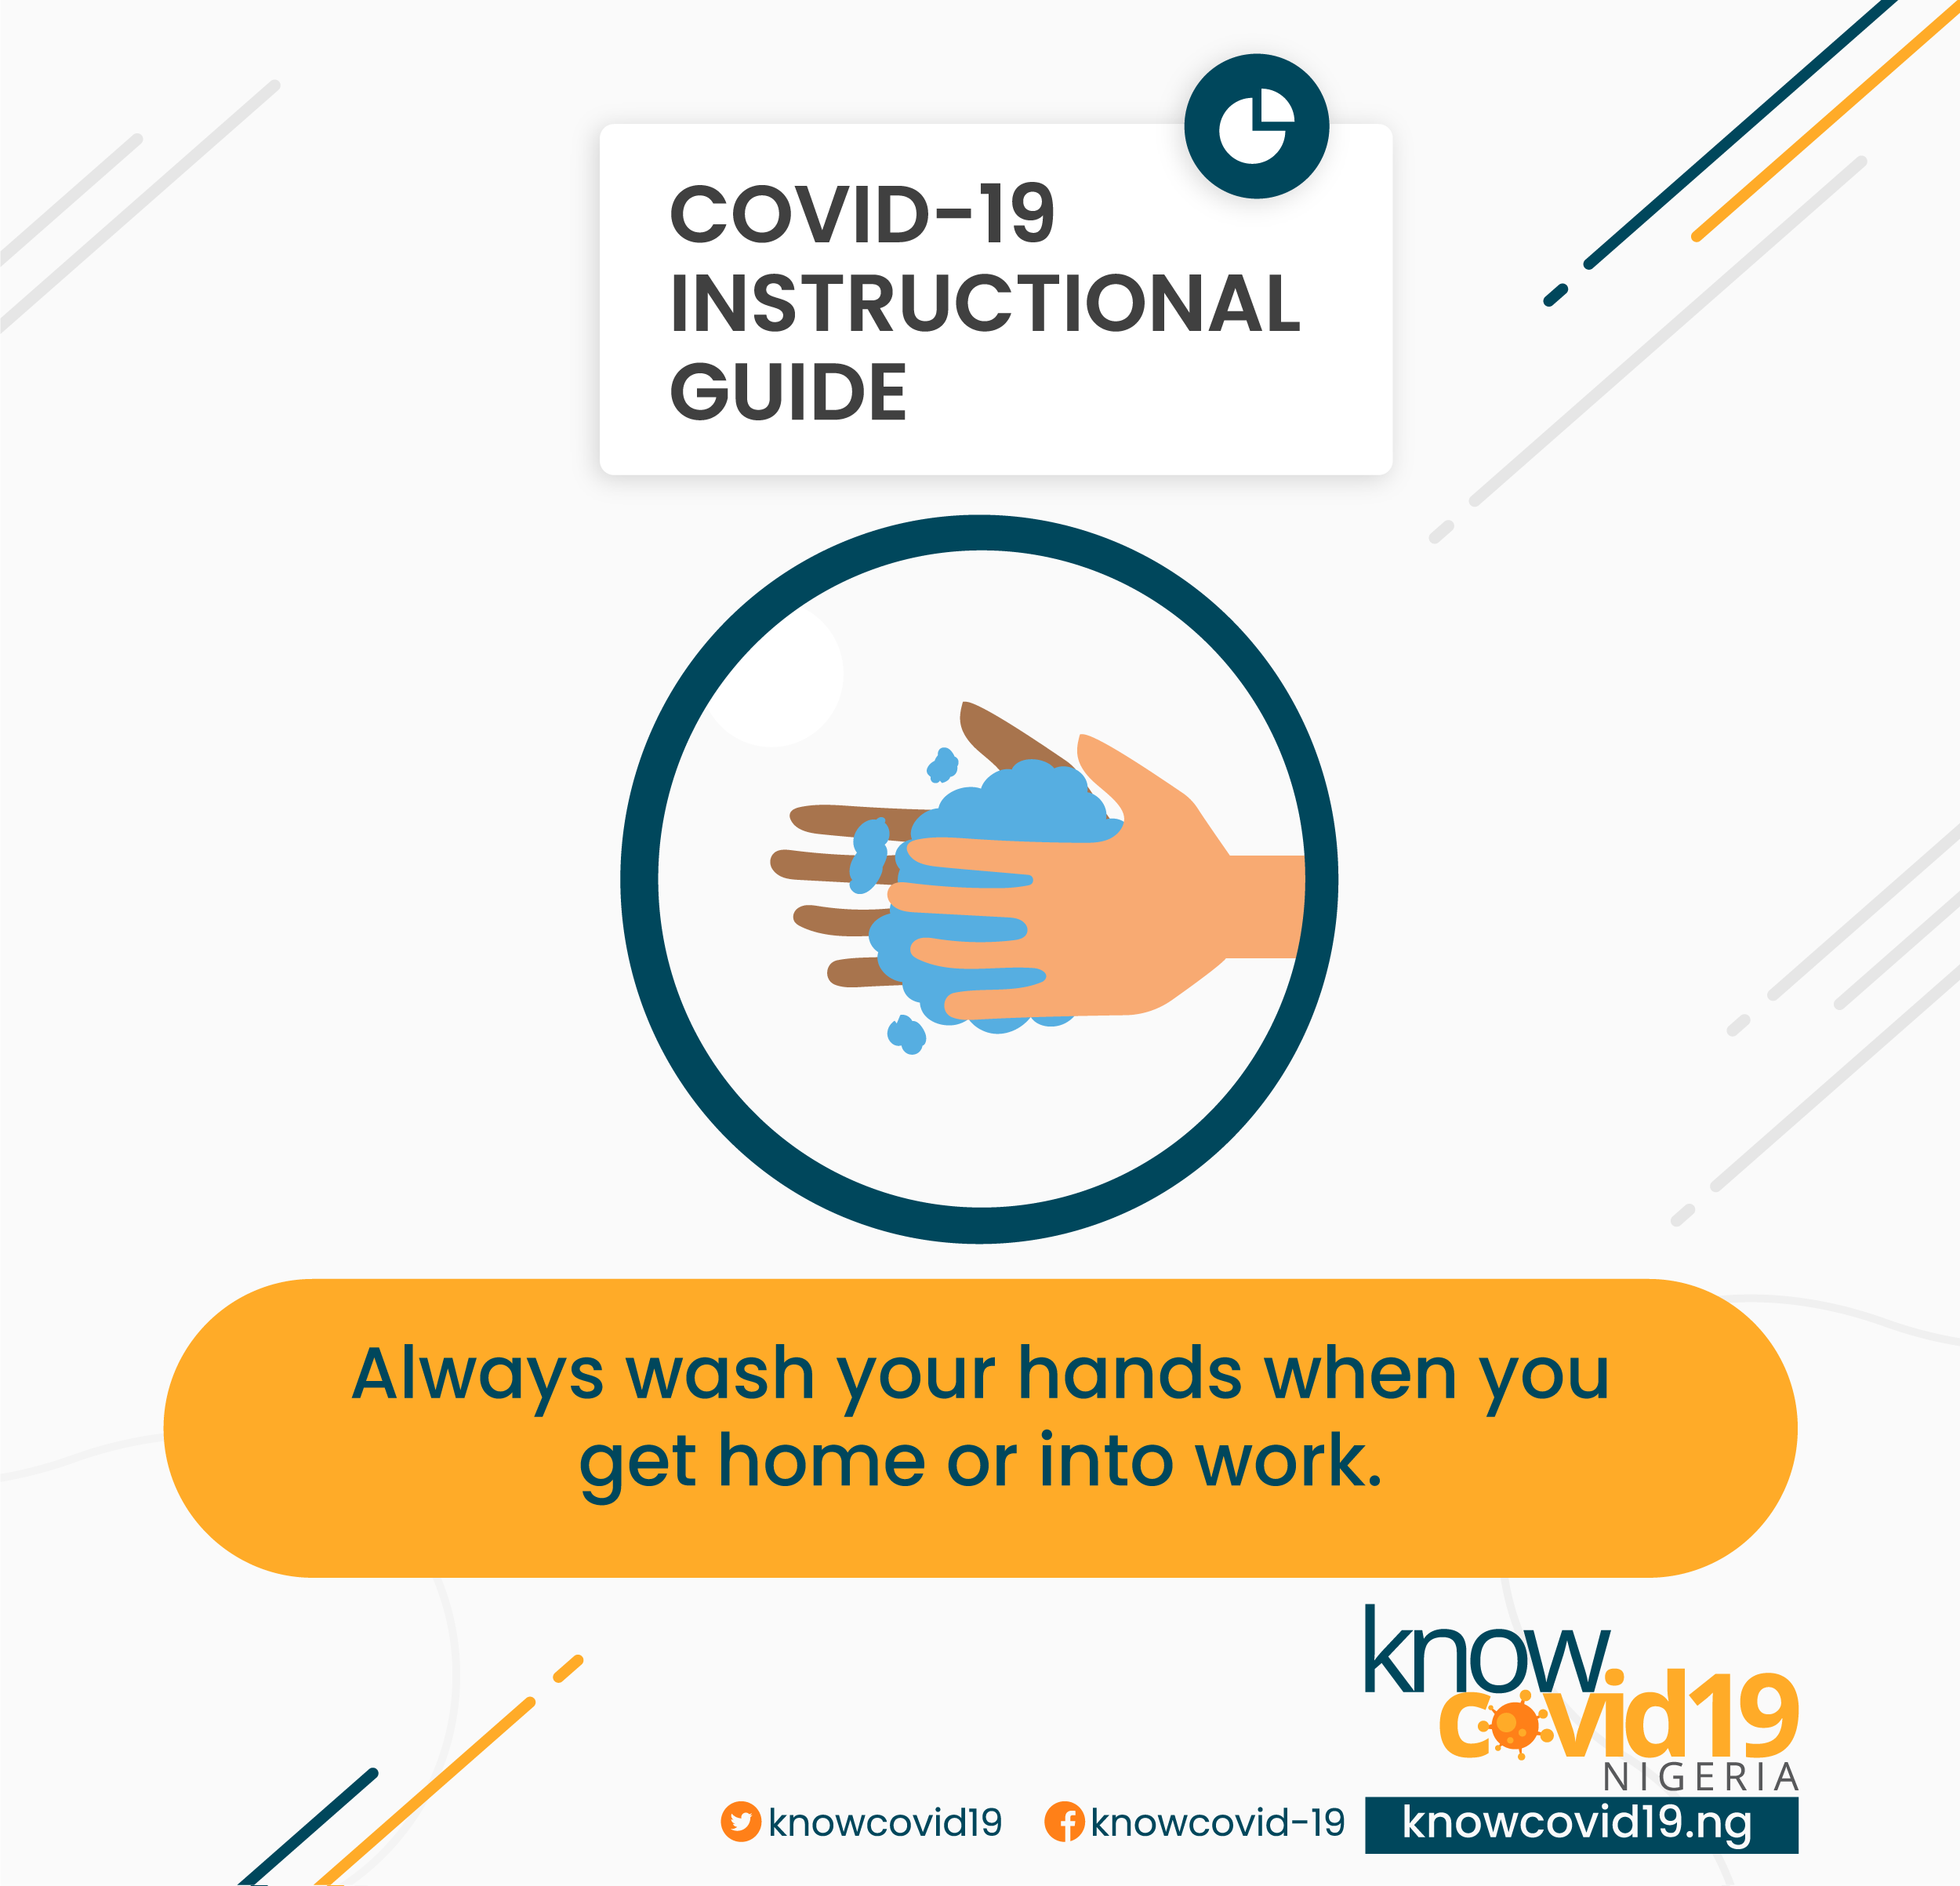 COVID-19
INSTRUCTIONAL
GUIDE
Always wash your hands when you
get home or into work.
know
covid19
NIGERIA
knowcovid19
knowcovid-19
knowcovid19.ng